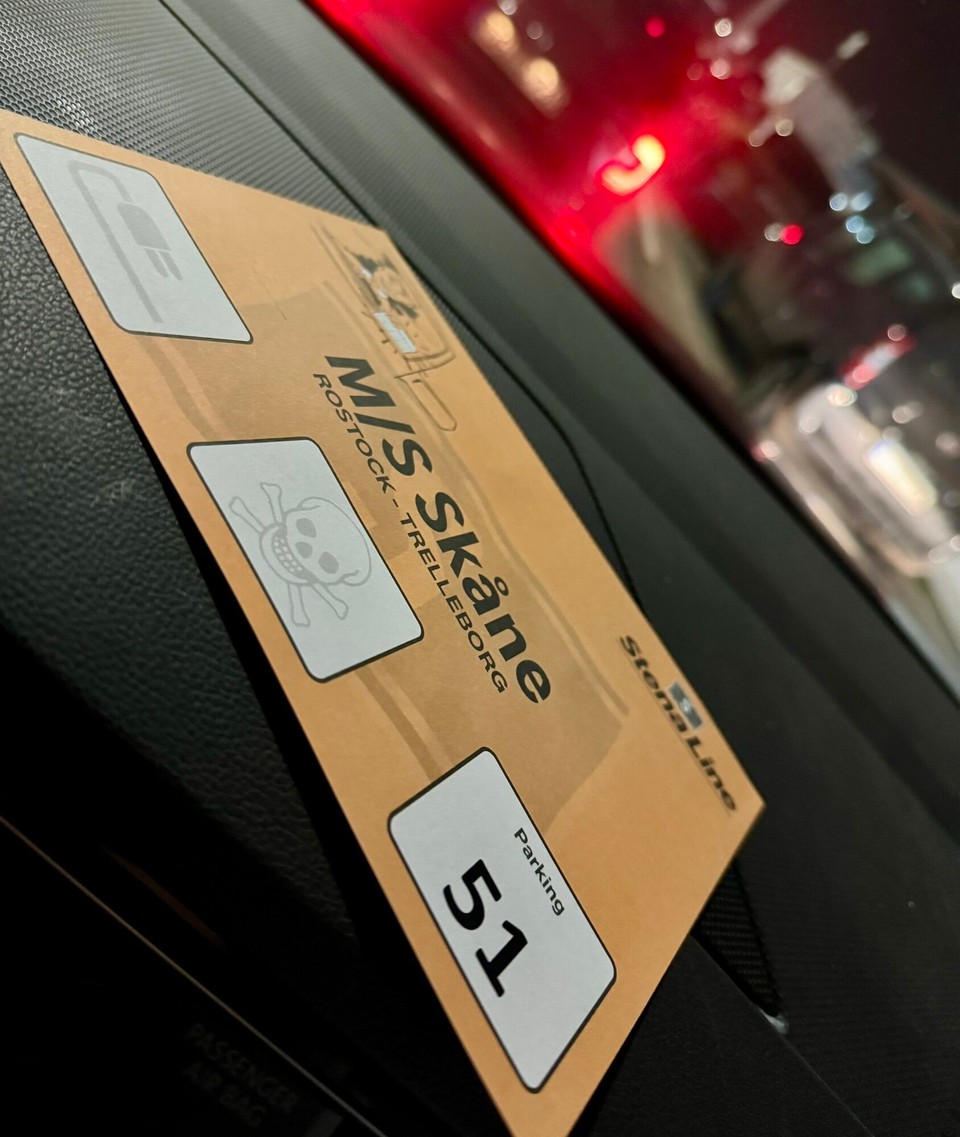 M/S Skåne
ROSTOCK - TRELLEBORG
Stena Line
Parking
51
PASSENGER
AIR BAG